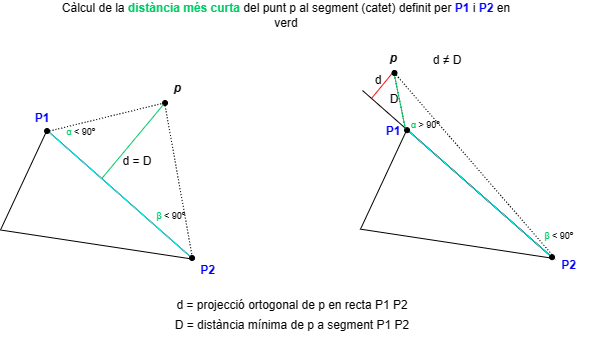 Càlcul de la distància més curta del punt p al segment (catet) definit per P1 i P2 en
verd
p
d ≠ D
d
p
D
P1
α < 90º
P1
α > 90º
d = D
β < 90º
β < 90º
P2
P2
d = projecció ortogonal de p en recta P1 P2
D = distància mínima de p a segment P1 P2